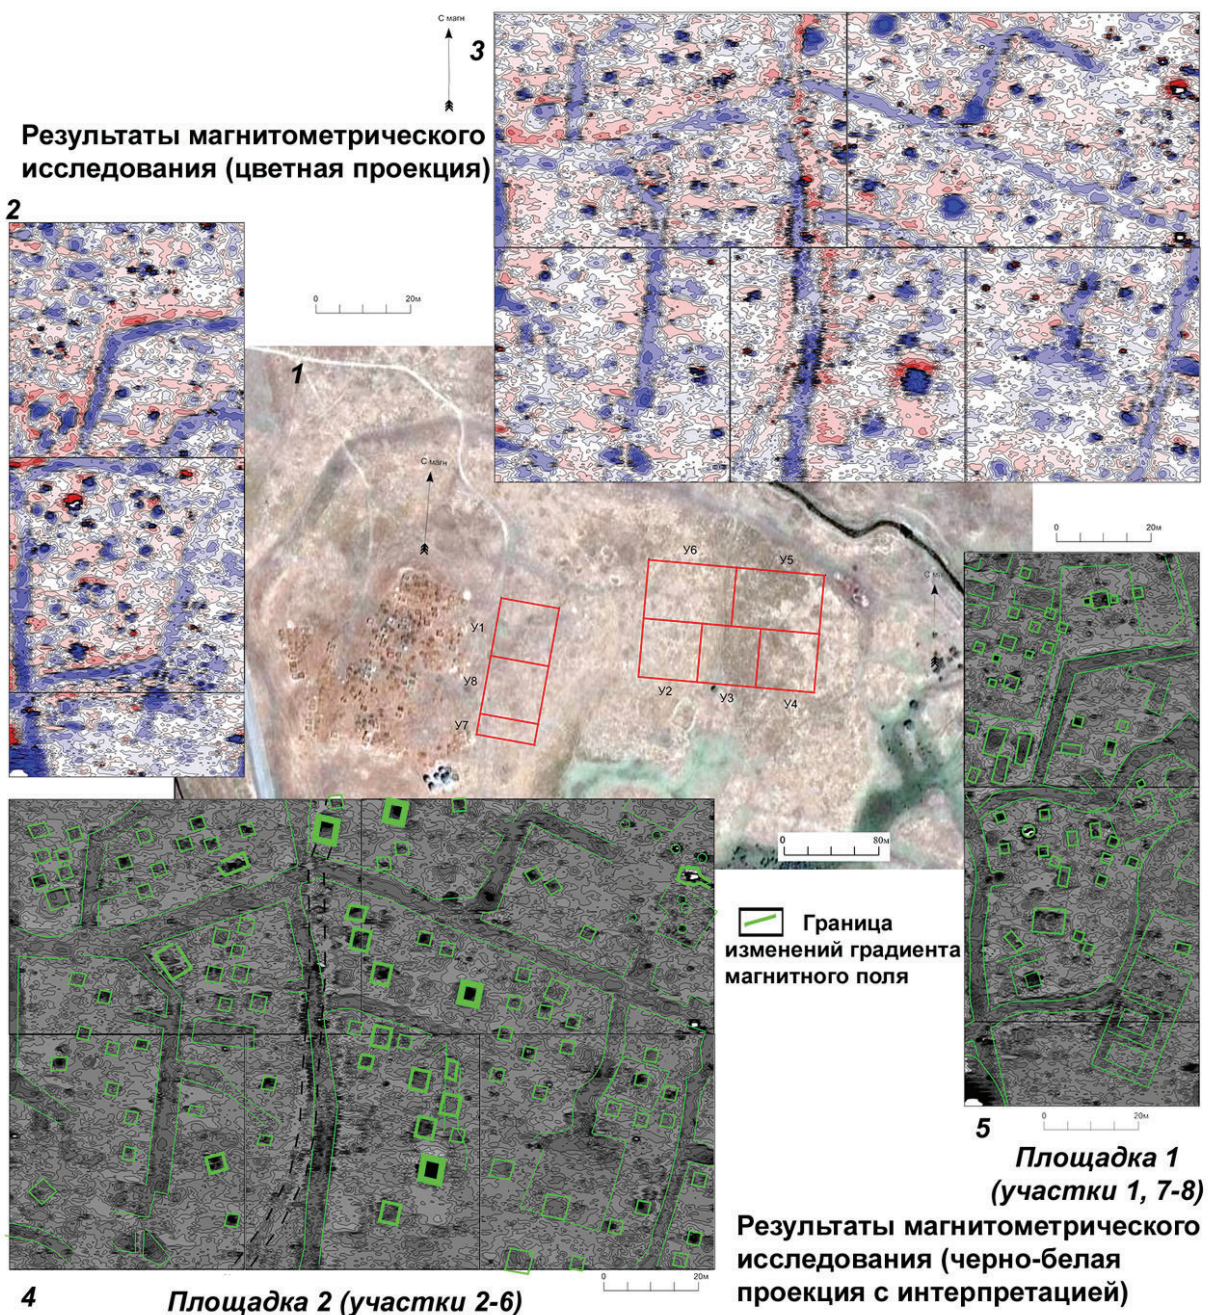 С магн
3
Результаты магнитометрического
исследования (цветная проекция)
2
0 20м
1
С магн
У6
У5
У1
У8
У7
У2
У3
У4
0 20м
0 80м
Граница
изменений градиента
магнитного поля
5
0 20м
Площадка 1
(участки 1, 7-8)
Результаты магнитометрического
исследования (черно-белая
проекция с интерпретацией)
0 20м
4
Площадка 2 (участки 2-6)